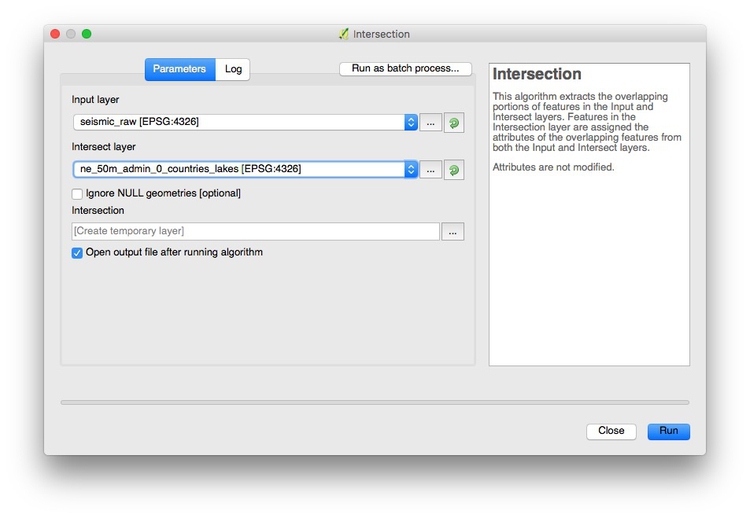 Intersection
Parameters
Log
Run as batch process...
Input layer
seismic_raw [EPSG:4326]
...
Intersect layer
ne_50m_admin_0_countries_lakes [EPSG:4326]
...
Ignore NULL geometries [optional]
Intersection
[Create temporary layer]
...
Open output file after running algorithm
Intersection
This algorithm extracts the overlapping
portions of features in the Input and
Intersect layers. Features in the
Intersection layer are assigned the
attributes of the overlapping features from
both the Input and Intersect layers.
Attributes are not modified.
Close
Run